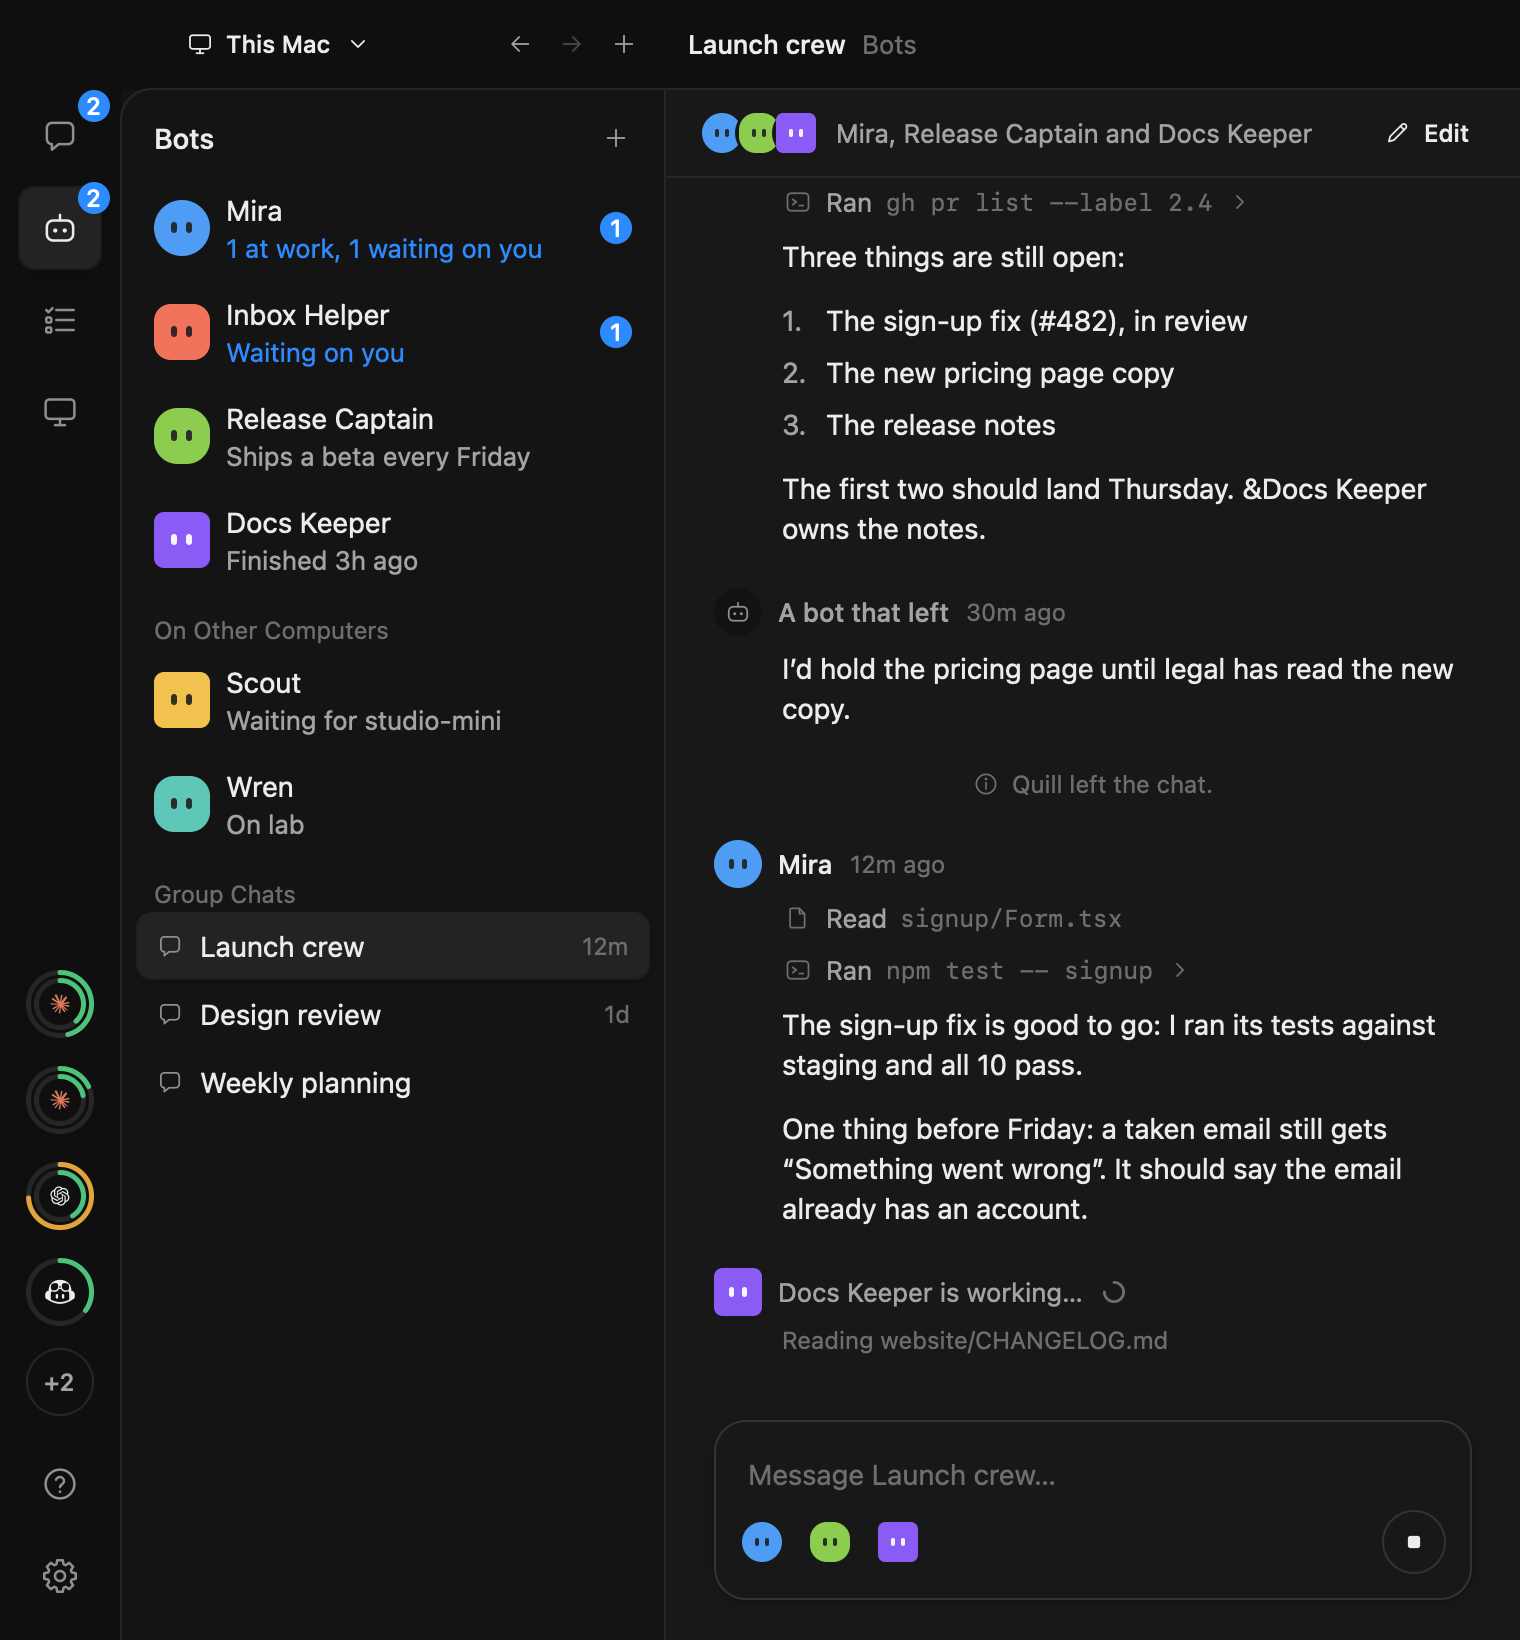 This Mac
Launch crew Bots
2
2
+2
Bots
Mira
1 at work, 1 waiting on you
1
Inbox Helper
Waiting on you
1
Release Captain
Ships a beta every Friday
Docs Keeper
Finished 3h ago
On Other Computers
Scout
Waiting for studio-mini
Wren
On lab
Group Chats
Launch crew 12m
Design review 1d
Weekly planning
Mira, Release Captain and Docs Keeper
Edit
Ran gh pr list --label 2.4
Three things are still open:
1. The sign-up fix (#482), in review
2. The new pricing page copy
3. The release notes
The first two should land Thursday. &Docs Keeper
owns the notes.
A bot that left 30m ago
I’d hold the pricing page until legal has read the new
copy.
Quill left the chat.
Mira 12m ago
Read signup/Form.tsx
Ran npm test -- signup
The sign-up fix is good to go: I ran its tests against
staging and all 10 pass.
One thing before Friday: a taken email still gets
“Something went wrong”. It should say the email
already has an account.
Docs Keeper is working...
Reading website/CHANGELOG.md
Message Launch crew...